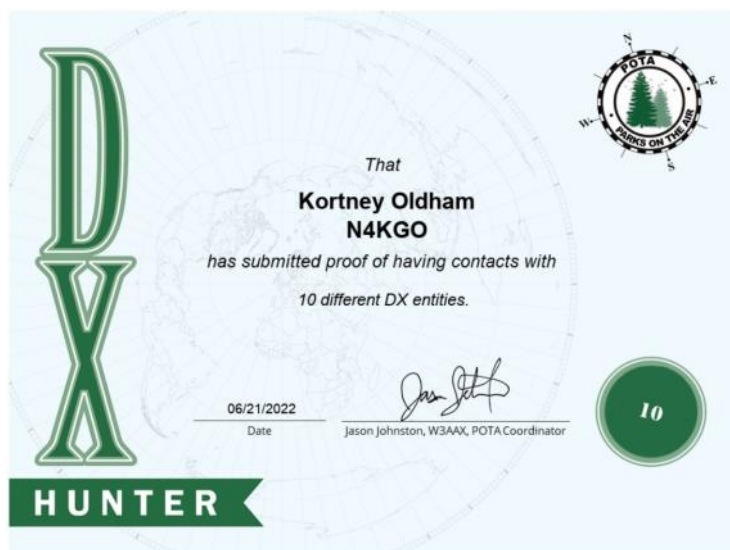 DX
HUNTER
N
E
S
W
POTA
PARKS ON THE AIR
That
Kortney Oldham
N4KGO
has submitted proof of having contacts with
10 different DX entities.
06/21/2022
Date
Jason Johnston, W3AAX, POTA Coordinator
10